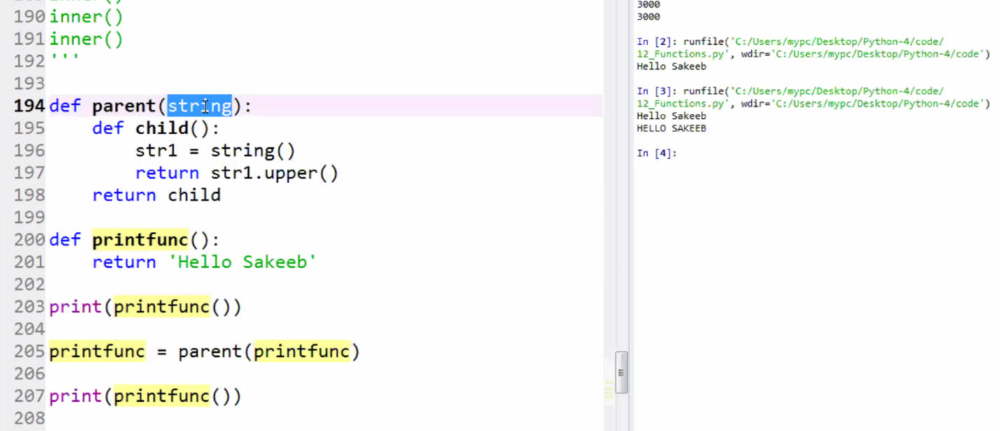 190 inner()
191 inner()
192 '''
193
194 def parent(string):
195     def child():
196         str1 = string()
197         return str1.upper()
198     return child
199
200 def printfunc():
201     return 'Hello Sakeeb'
202
203 print(printfunc())
204
205 printfunc = parent(printfunc)
206
207 print(printfunc())
208
3000
3000
In [2]: runfile('C:/Users/mypc/Desktop/Python-4/code/
12_Functions.py', wdir='C:/Users/mypc/Desktop/Python-4/code')
Hello Sakeeb
In [3]: runfile('C:/Users/mypc/Desktop/Python-4/code/
12_Functions.py', wdir='C:/Users/mypc/Desktop/Python-4/code')
Hello Sakeeb
HELLO SAKEEB
In [4]: